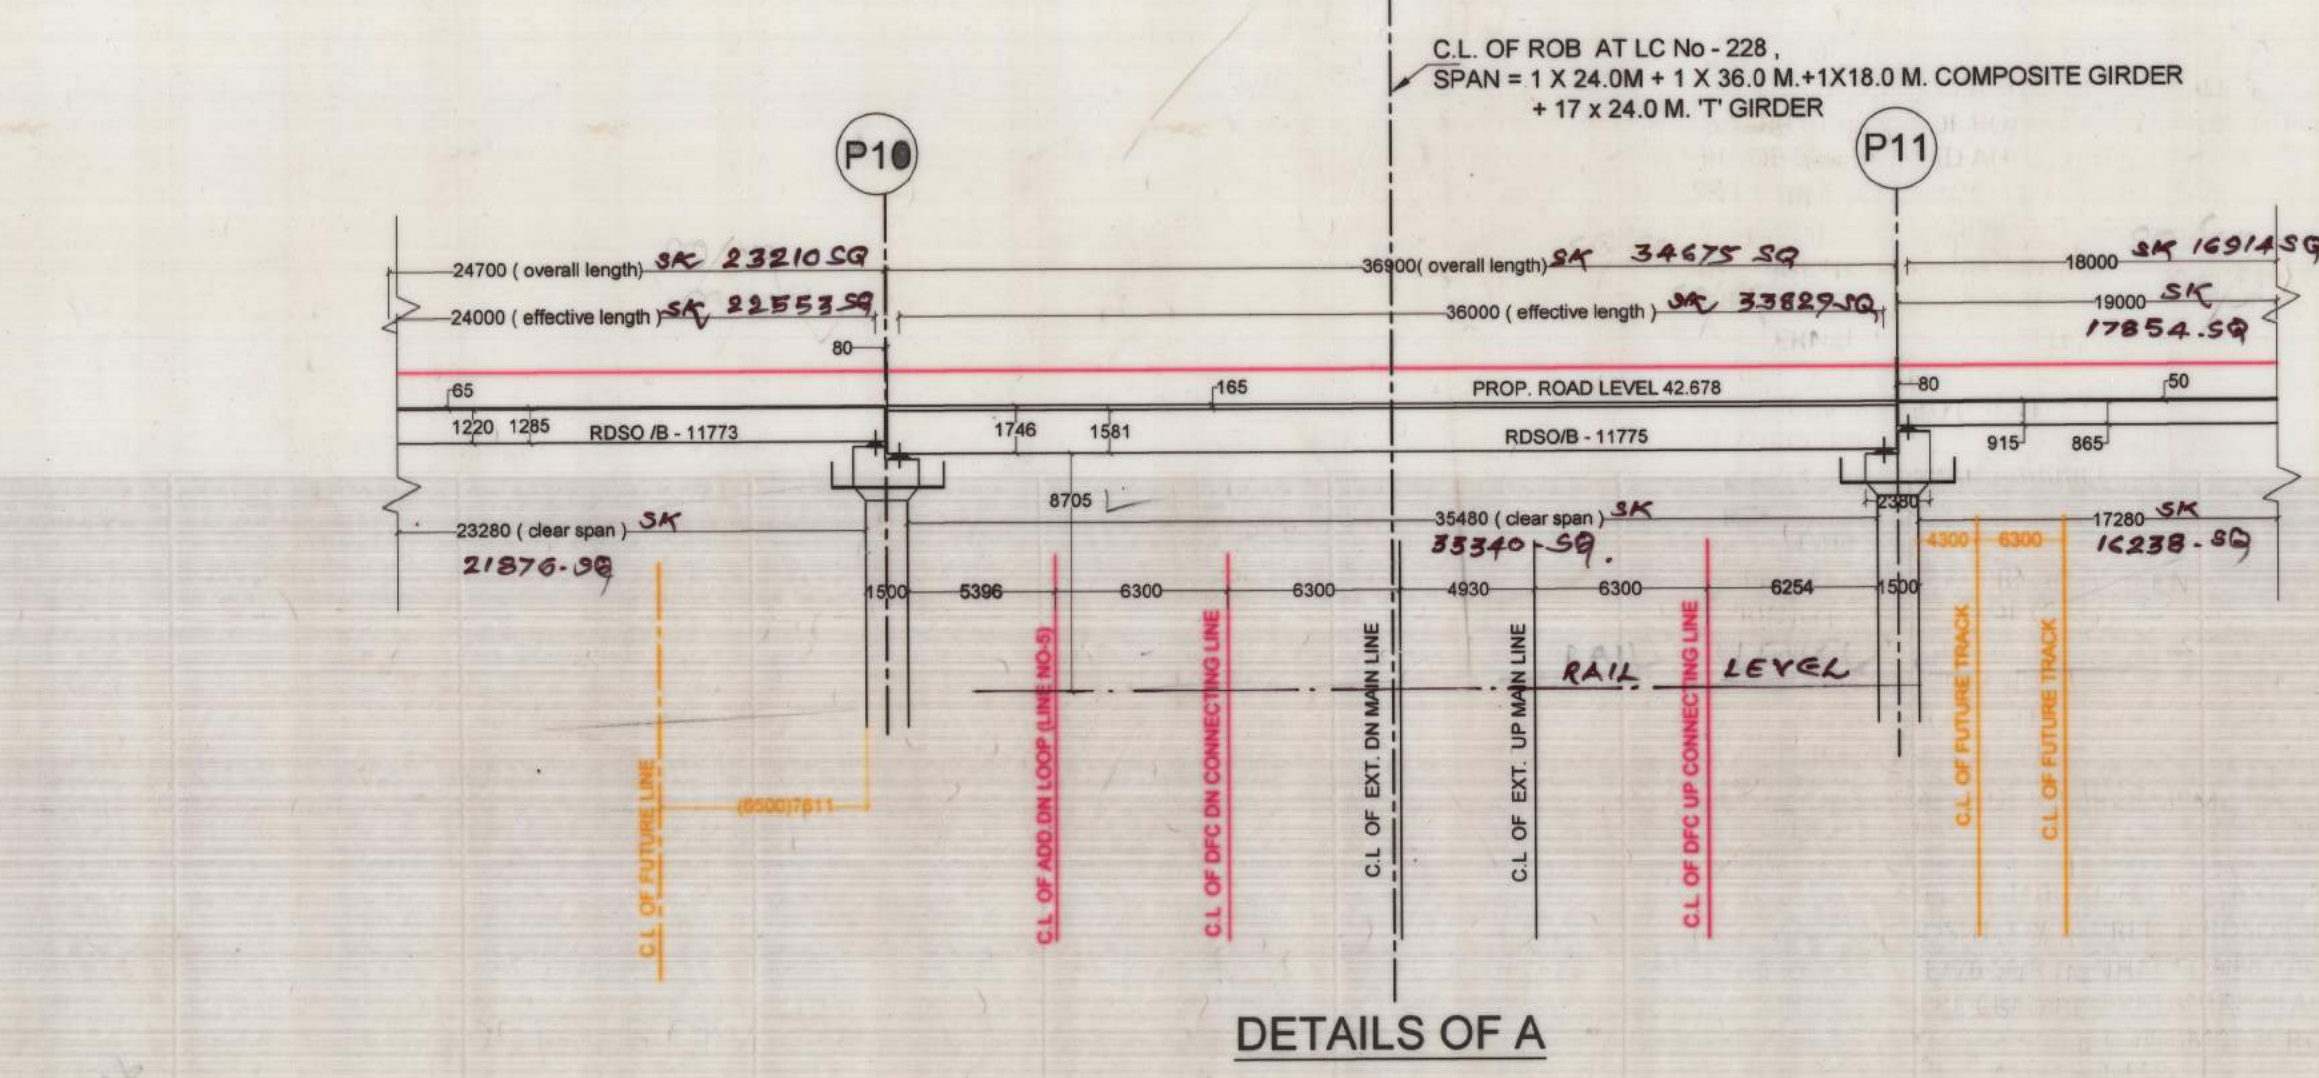 C.L. OF ROB AT LC No - 228 ,
SPAN = 1 X 24.0M + 1 X 36.0 M.+1X18.0 M. COMPOSITE GIRDER
+ 17 x 24.0 M. 'T' GIRDER
P10
P11
24700 ( overall length) SK 23210 SQ
36900( overall length) SK 34675 SQ
18000 SK 16914 SQ
24000 ( effective length ) SK 22553 SQ
36000 ( effective length ) SK 33829 SQ
19000 SK
17854.SQ
80
65
165
PROP. ROAD LEVEL 42.678
80
50
1220
1285
RDSO /B - 11773
1746
1581
RDSO/B - 11775
915
865
8705
2380
23280 ( clear span ) SK
21876-SQ
35480 ( clear span ) SK
33340-SQ.
17280 SK
16238-SQ
4300
6300
1500
5396
6300
6300
4930
6300
6254
1500
RAIL LEVEL
(6500)7611
C.L OF FUTURE LINE
C.L OF ADD.DN LOOP (LINE NO-5)
C.L OF DFC DN CONNECTING LINE
C.L OF EXT. DN MAIN LINE
C.L OF EXT. UP MAIN LINE
C.L OF DFC UP CONNECTING LINE
C.L. OF FUTURE TRACK
C.L. OF FUTURE TRACK
DETAILS OF A